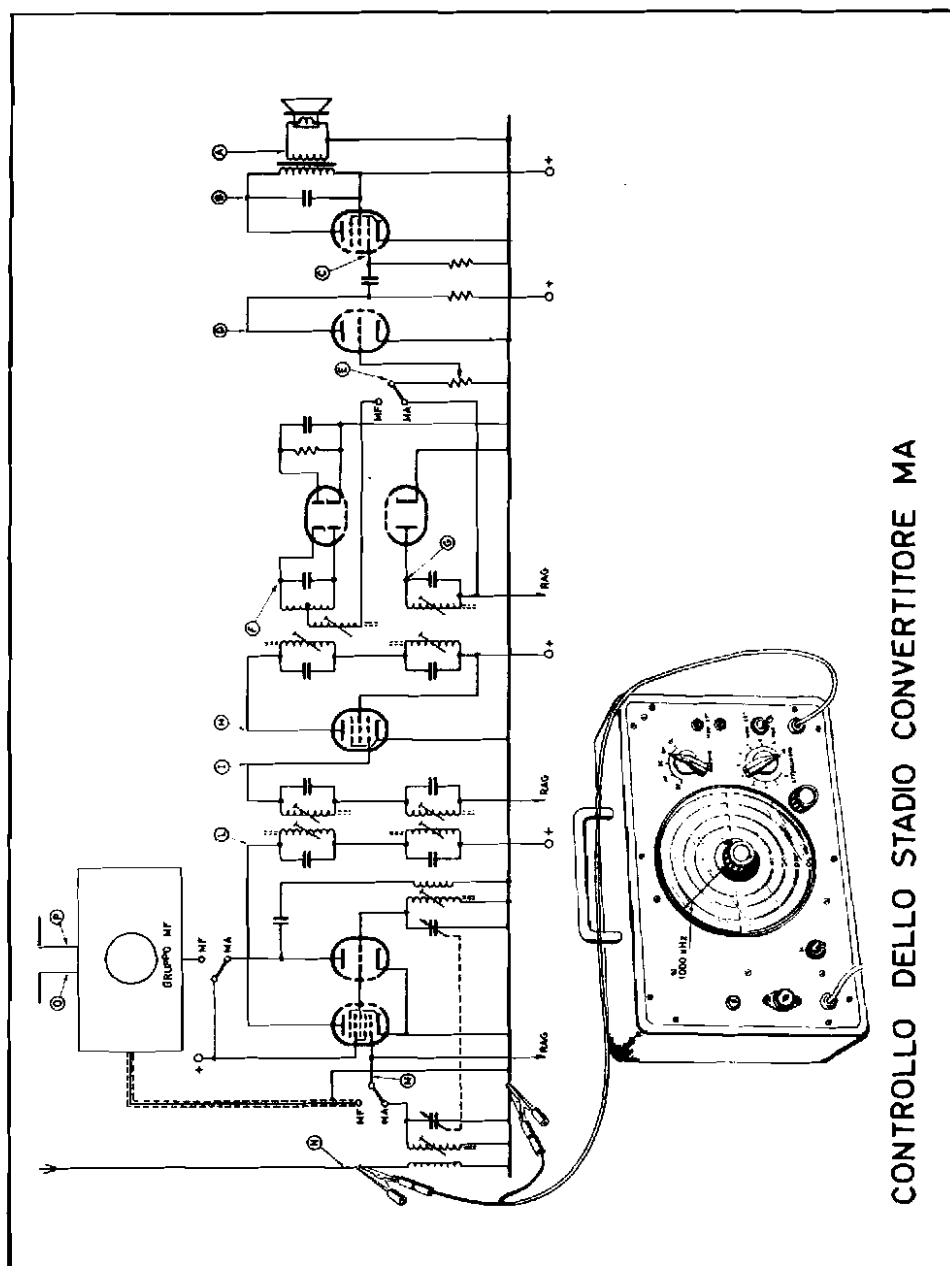 A
B
C
D
E
MF
MA
F
G
RAG
H
I
L
RAG
P
O
GRUPPO MF
MF
MA
M
RAG
MF
MA
N
+
+
+
+
+
1000 kHz
CONTROLLO DELLO STADIO CONVERTITORE MA